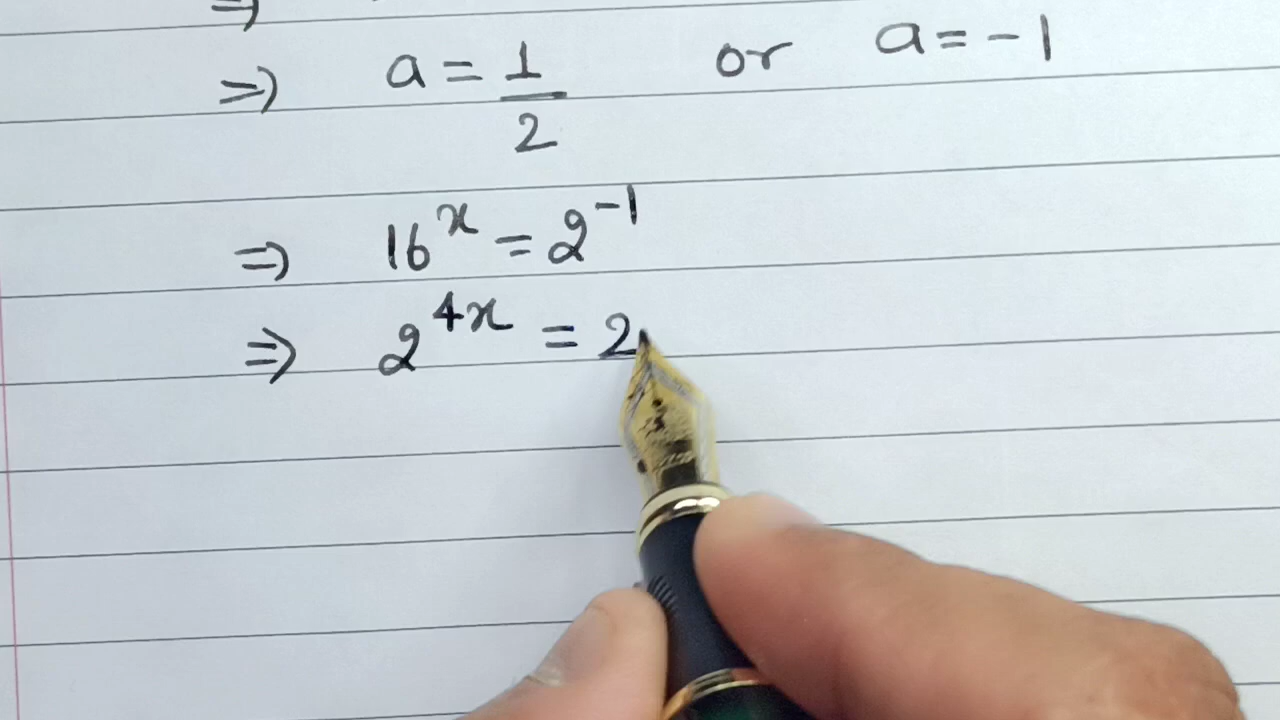 =>
=> a = 1/2 or a = -1
=> 16^x = 2^-1
=> 2^4x = 2